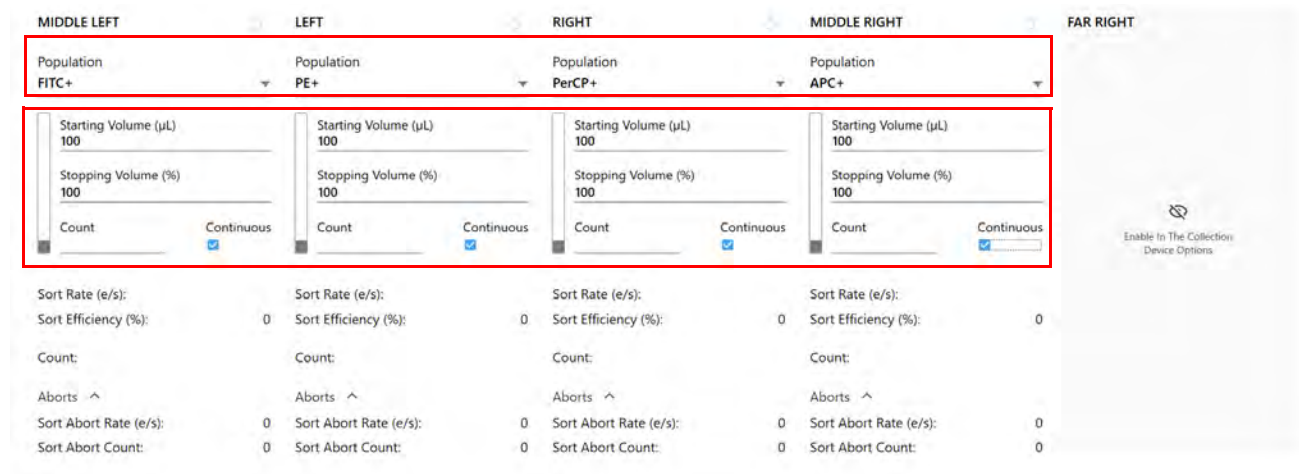 MIDDLE LEFT LEFT RIGHT MIDDLE RIGHT FAR RIGHT
Population Population Population Population
FITC+ PE+ PerCP+ APC+
Starting Volume (µL) Starting Volume (µL) Starting Volume (µL) Starting Volume (µL)
100 100 100 100
Stopping Volume (%) Stopping Volume (%) Stopping Volume (%) Stopping Volume (%)
100 100 100 100
Count Continuous Count Continuous Count Continuous Count Continuous
Enable In The Collection
Device Options
Sort Rate (e/s): Sort Rate (e/s): Sort Rate (e/s): Sort Rate (e/s):
Sort Efficiency (%): 0 Sort Efficiency (%): 0 Sort Efficiency (%): 0 Sort Efficiency (%): 0
Count: Count: Count: Count:
Aborts Aborts Aborts Aborts
Sort Abort Rate (e/s): 0 Sort Abort Rate (e/s): 0 Sort Abort Rate (e/s): 0 Sort Abort Rate (e/s): 0
Sort Abort Count: 0 Sort Abort Count: 0 Sort Abort Count: 0 Sort Abort Count: 0